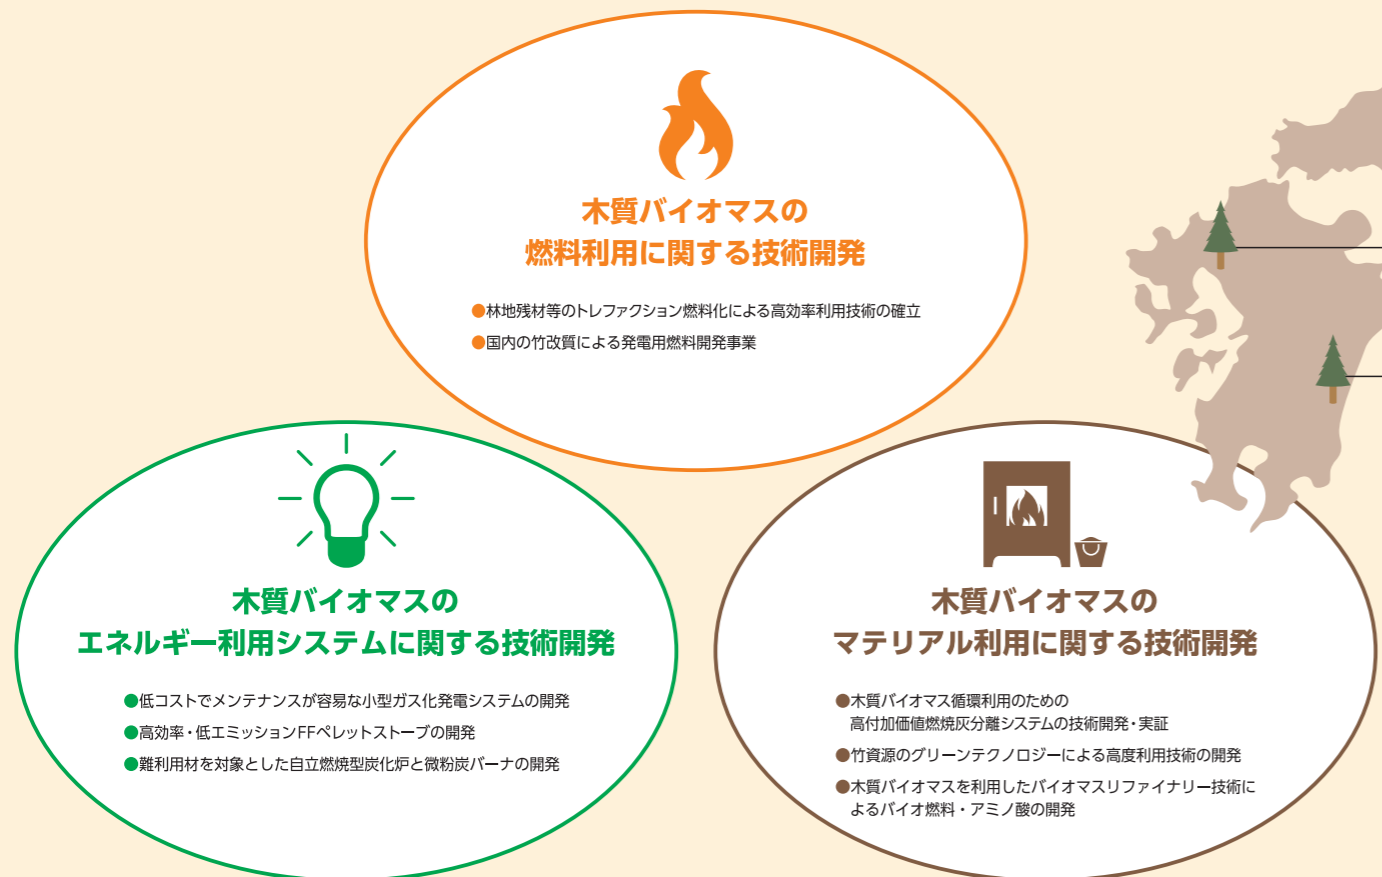 木質バイオマスの
燃料利用に関する技術開発
●林地残材等のトレファクション燃料化による高効率利用技術の確立
●国内の竹改質による発電用燃料開発事業
木質バイオマスの
エネルギー利用システムに関する技術開発
●低コストでメンテナンスが容易な小型ガス化発電システムの開発
●高効率・低エミッションFFペレットストーブの開発
●難利用材を対象とした自立燃焼型炭化炉と微粉炭バーナの開発
木質バイオマスの
マテリアル利用に関する技術開発
●木質バイオマス循環利用のための
高付加価値燃焼灰分離システムの技術開発・実証
●竹資源のグリーンテクノロジーによる高度利用技術の開発
●木質バイオマスを利用したバイオマスリファイナリー技術に
よるバイオ燃料・アミノ酸の開発